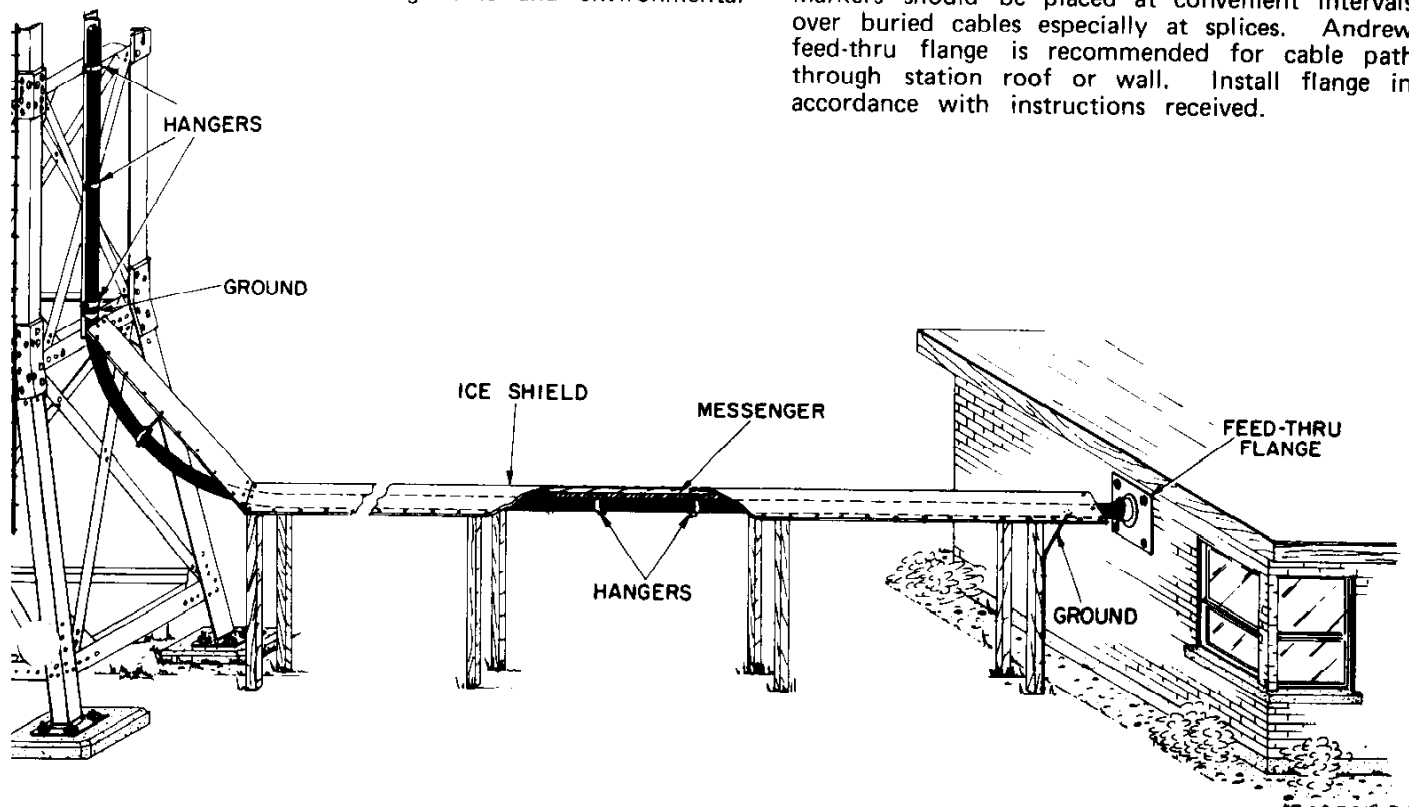 and environmental
Markers should be placed at convenient intervals
over buried cables especially at splices. Andrew
feed-thru flange is recommended for cable path
through station roof or wall. Install flange in
accordance with instructions received.
HANGERS
GROUND
ICE SHIELD
MESSENGER
FEED-THRU
FLANGE
HANGERS
GROUND